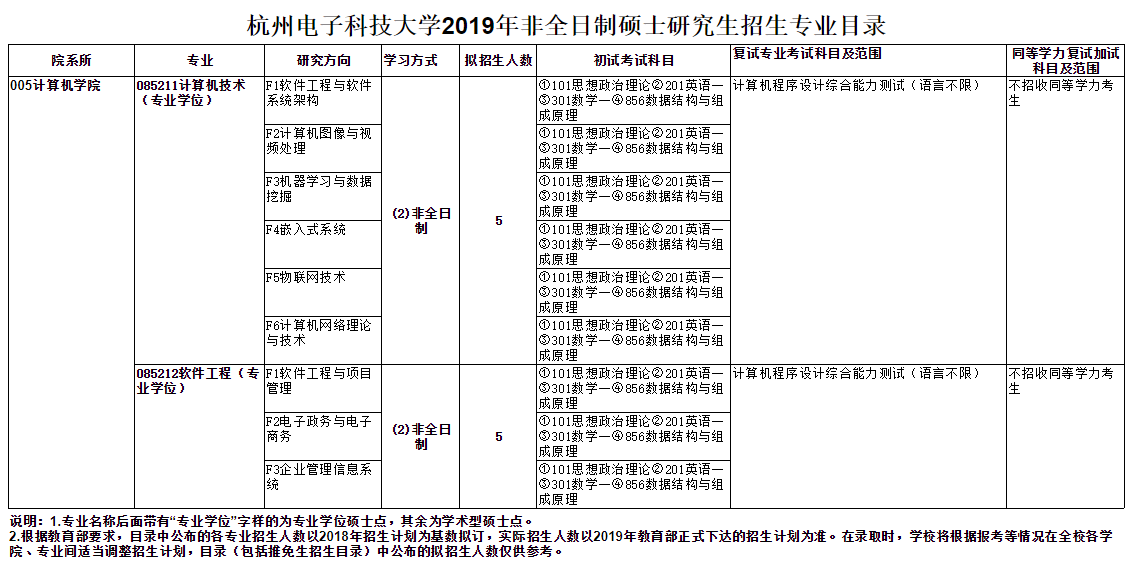 杭州电子科技大学2019年非全日制硕士研究生招生专业目录
院系所
专业
研究方向
学习方式
拟招生人数
初试考试科目
复试专业考试科目及范围
同等学力复试加试
科目及范围
005计算机学院
085211计算机技术
（专业学位）
F1软件工程与软件
系统架构
(2)非全日
制
5
①101思想政治理论②201英语一
③301数学一④856数据结构与组
成原理
计算机程序设计综合能力测试（语言不限）
不招收同等学力考
生
F2计算机图像与视
频处理
①101思想政治理论②201英语一
③301数学一④856数据结构与组
成原理
F3机器学习与数据
挖掘
①101思想政治理论②201英语一
③301数学一④856数据结构与组
成原理
F4嵌入式系统
①101思想政治理论②201英语一
③301数学一④856数据结构与组
成原理
F5物联网技术
①101思想政治理论②201英语一
③301数学一④856数据结构与组
成原理
F6计算机网络理论
与技术
①101思想政治理论②201英语一
③301数学一④856数据结构与组
成原理
085212软件工程（专
业学位）
F1软件工程与项目
管理
(2)非全日
制
5
①101思想政治理论②201英语一
③301数学一④856数据结构与组
成原理
计算机程序设计综合能力测试（语言不限）
不招收同等学力考
生
F2电子政务与电子
商务
①101思想政治理论②201英语一
③301数学一④856数据结构与组
成原理
F3企业管理信息系
统
①101思想政治理论②201英语一
③301数学一④856数据结构与组
成原理
说明：1.专业名称后面带有“专业学位”字样的为专业学位硕士点，其余为学术型硕士点。
2.根据教育部要求，目录中公布的各专业招生人数以2018年招生计划为基数拟订，实际招生人数以2019年教育部正式下达的招生计划为准。在录取时，学校将根据报考等情况在全校各学
院、专业间适当调整招生计划，目录（包括推免生招生目录）中公布的拟招生人数仅供参考。